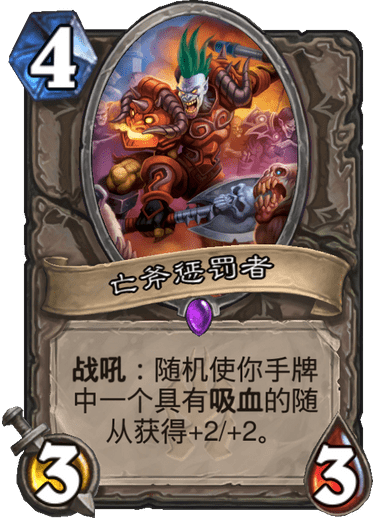 4
亡斧惩罚者
战吼：随机使你手牌
中一个具有吸血的随
从获得+2/+2。
3
3